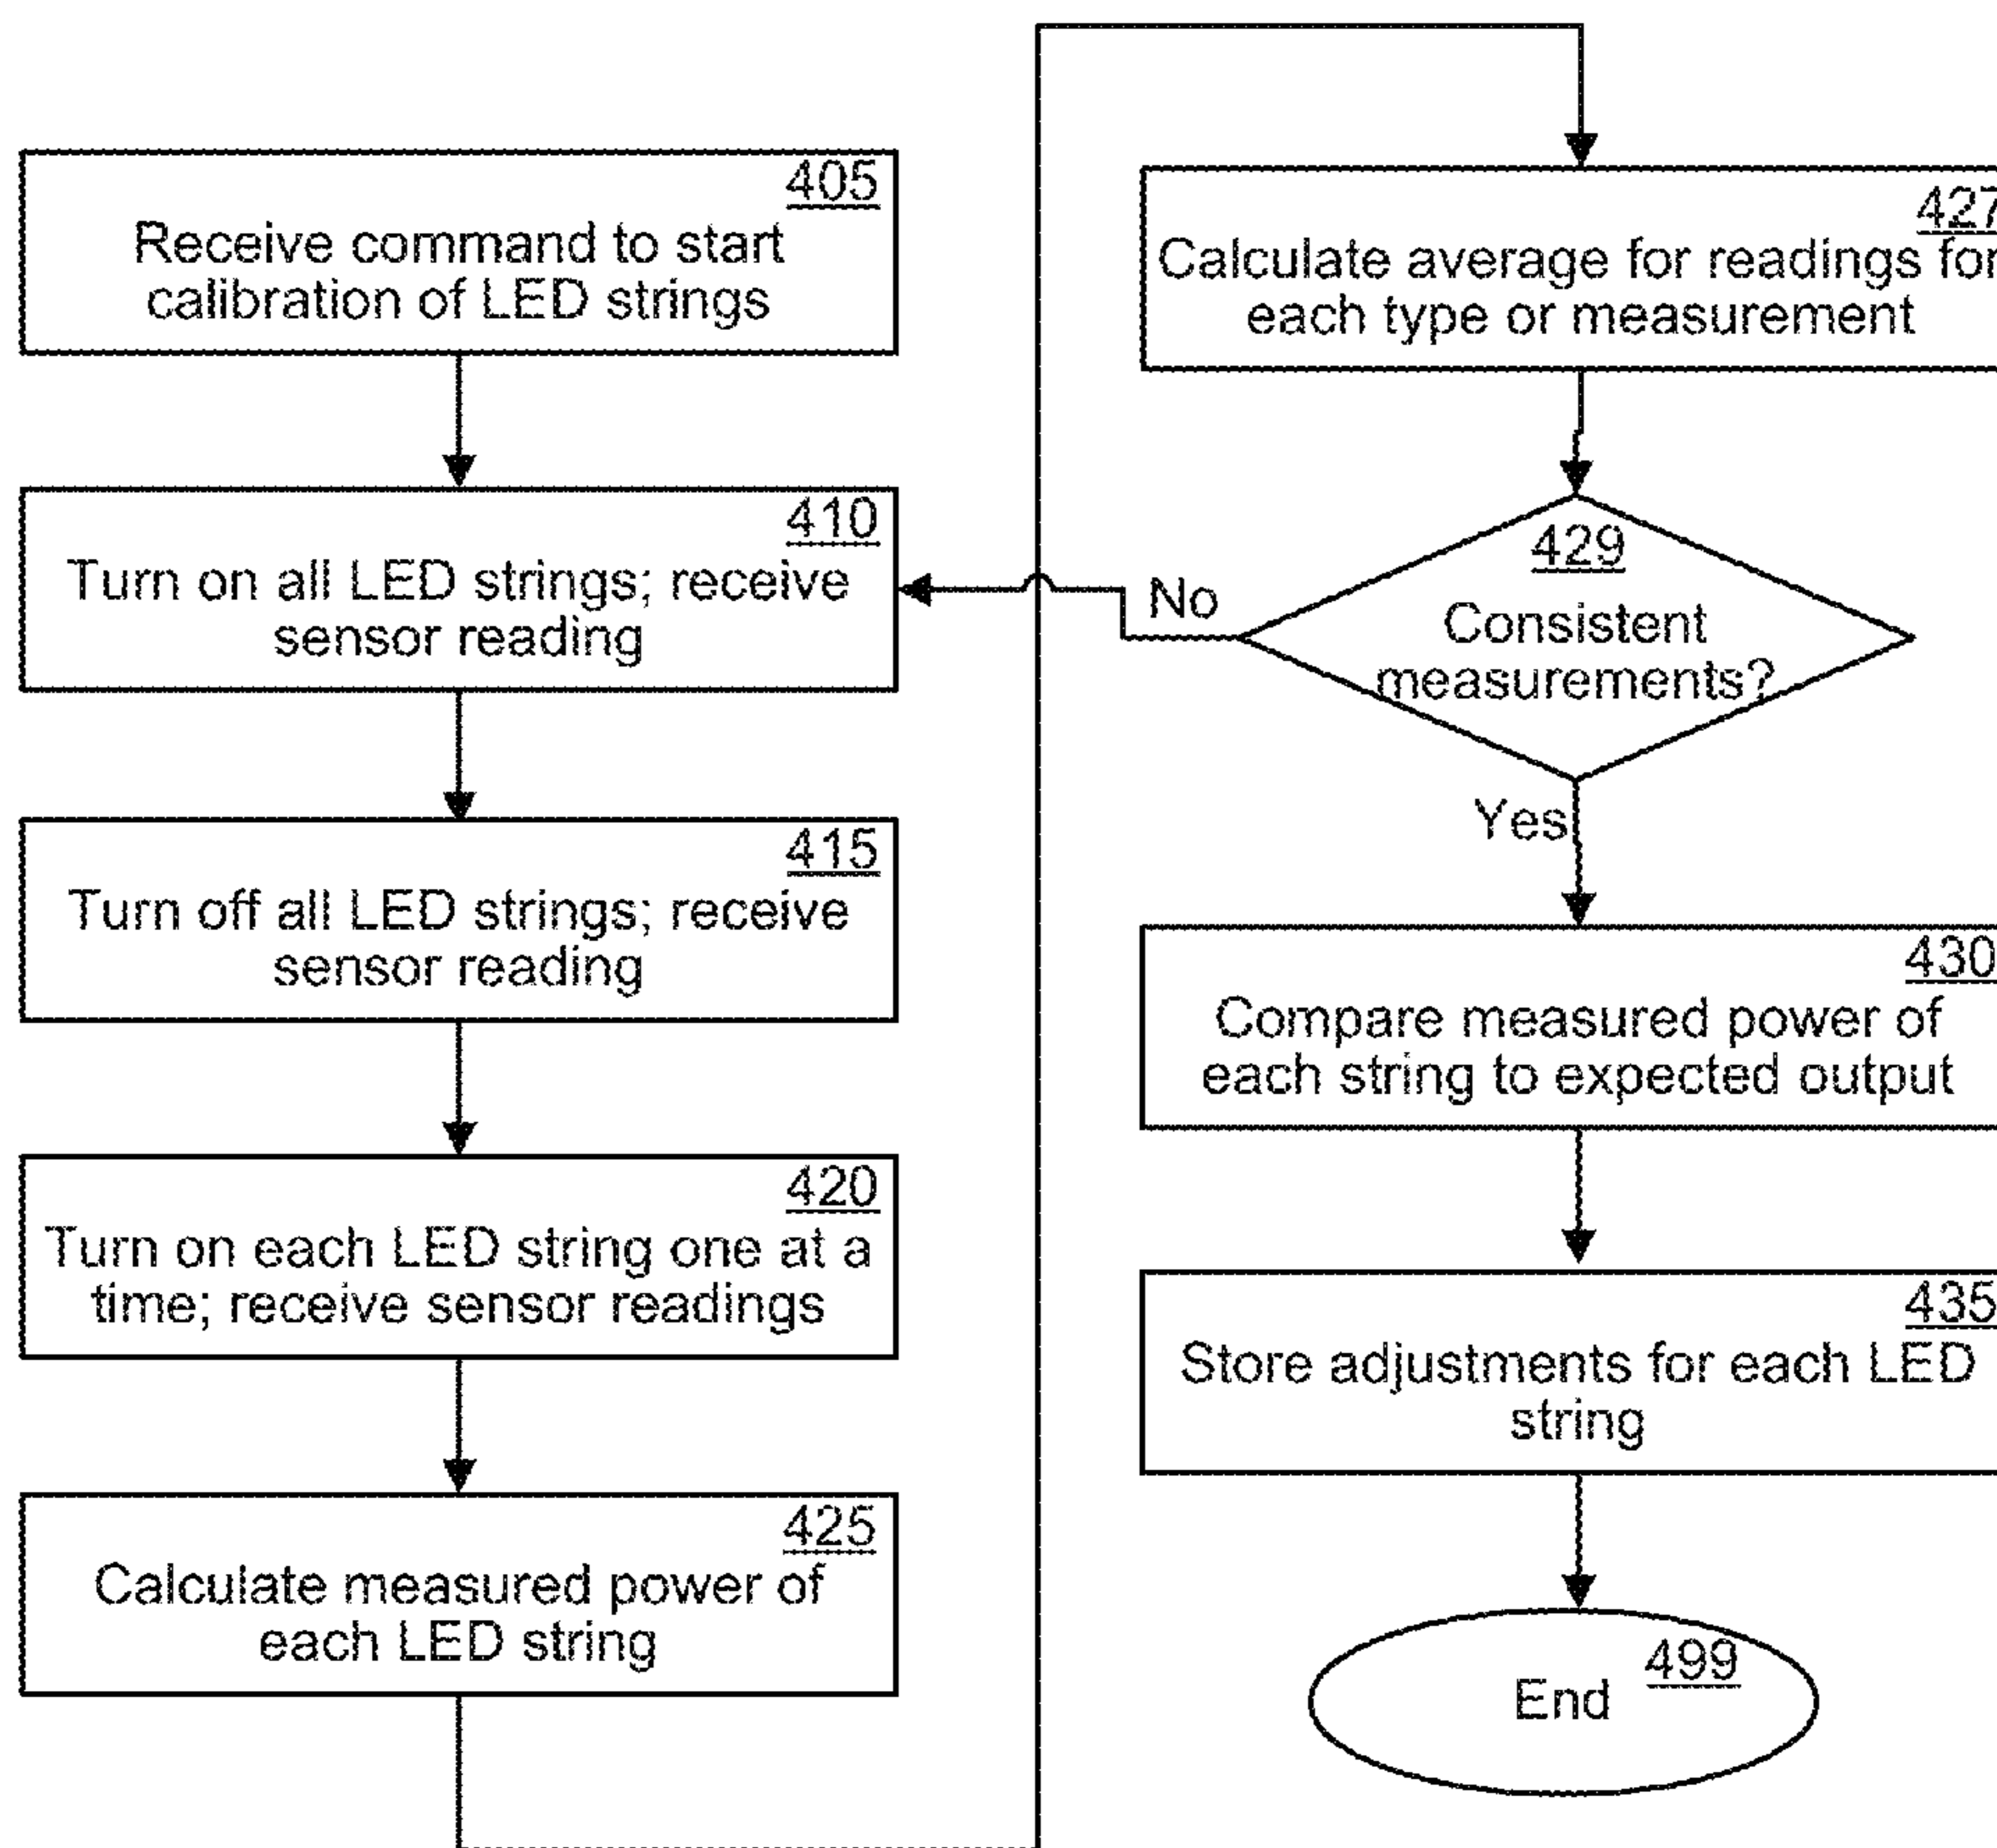 405
Receive command to start
calibration of LED strings
410
Turn on all LED strings; receive
sensor reading
415
Turn off all LED strings; receive
sensor reading
420
Turn on each LED string one at a
time; receive sensor readings
425
Calculate measured power of
each LED string
427
Calculate average for readings for
each type or measurement
429
Consistent
measurements?
No
Yes
430
Compare measured power of
each string to expected output
435
Store adjustments for each LED
string
499
End